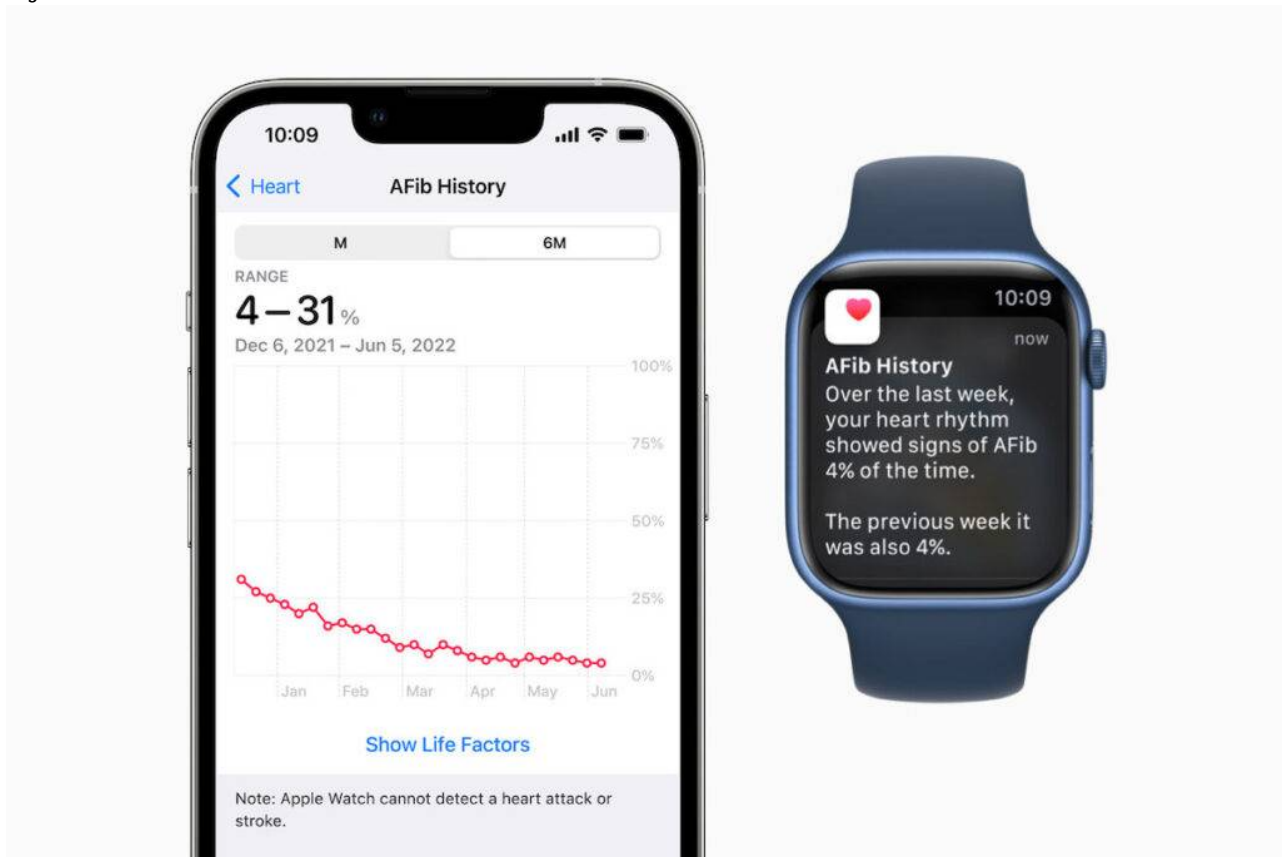 10:09
Heart
AFib History
M
6M
RANGE
4–31%
Dec 6, 2021 – Jun 5, 2022
100%
75%
50%
25%
0%
Jan
Feb
Mar
Apr
May
Jun
Show Life Factors
Note: Apple Watch cannot detect a heart attack or
stroke.
10:09
now
AFib History
Over the last week,
your heart rhythm
showed signs of AFib
4% of the time.
The previous week it
was also 4%.